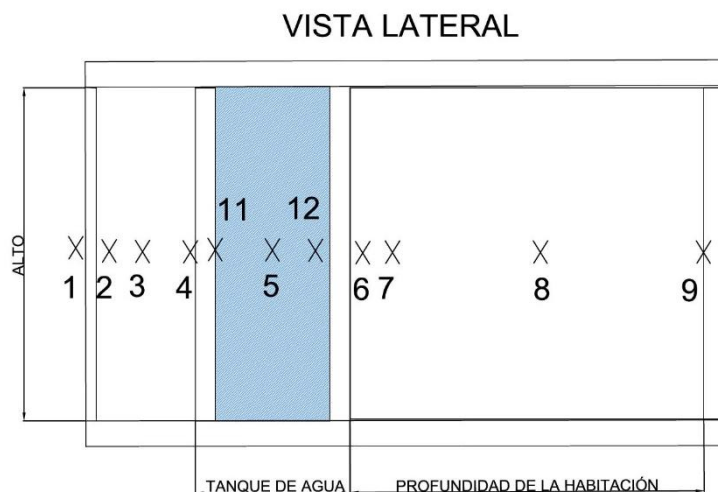 VISTA LATERAL
ALTO
11 12
1 2 3 4 5 6 7 8 9
TANQUE DE AGUA PROFUNDIDAD DE LA HABITACIÓN